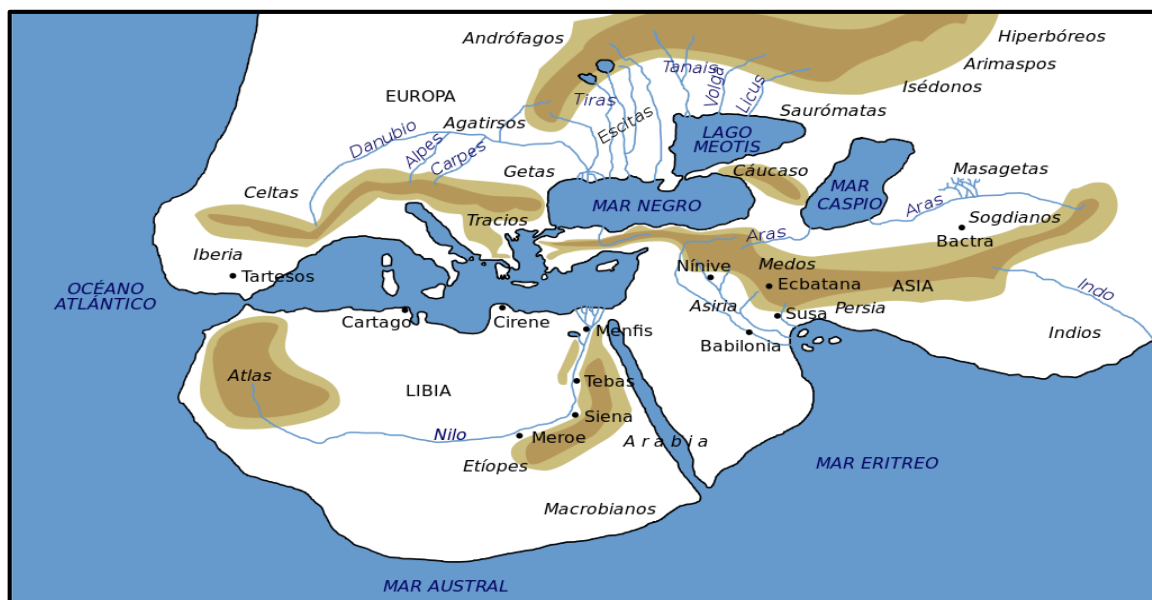 Andrófagos
Hiperbóreos
Arimaspos
Isédonos
Tanais
Volga
Licus
EUROPA
Tiras
Escitas
Saurómatas
Agatirsos
Danubio
Alpes
Carpes
LAGO
MEOTIS
Getas
Cáucaso
Masagetas
Celtas
MAR NEGRO
MAR
CASPIO
Aras
Sogdianos
Tracios
Aras
Bactra
Iberia
Tartesos
Nínive
Medos
Ecbatana
ASIA
Indo
OCÉANO
ATLÁNTICO
Asiria
Susa
Persia
Cartago
Cirene
Menfis
Babilonia
Indios
Atlas
LIBIA
Tebas
Siena
Nilo
Meroe
Arabia
Etíopes
MAR ERITREO
Macrobianos
MAR AUSTRAL